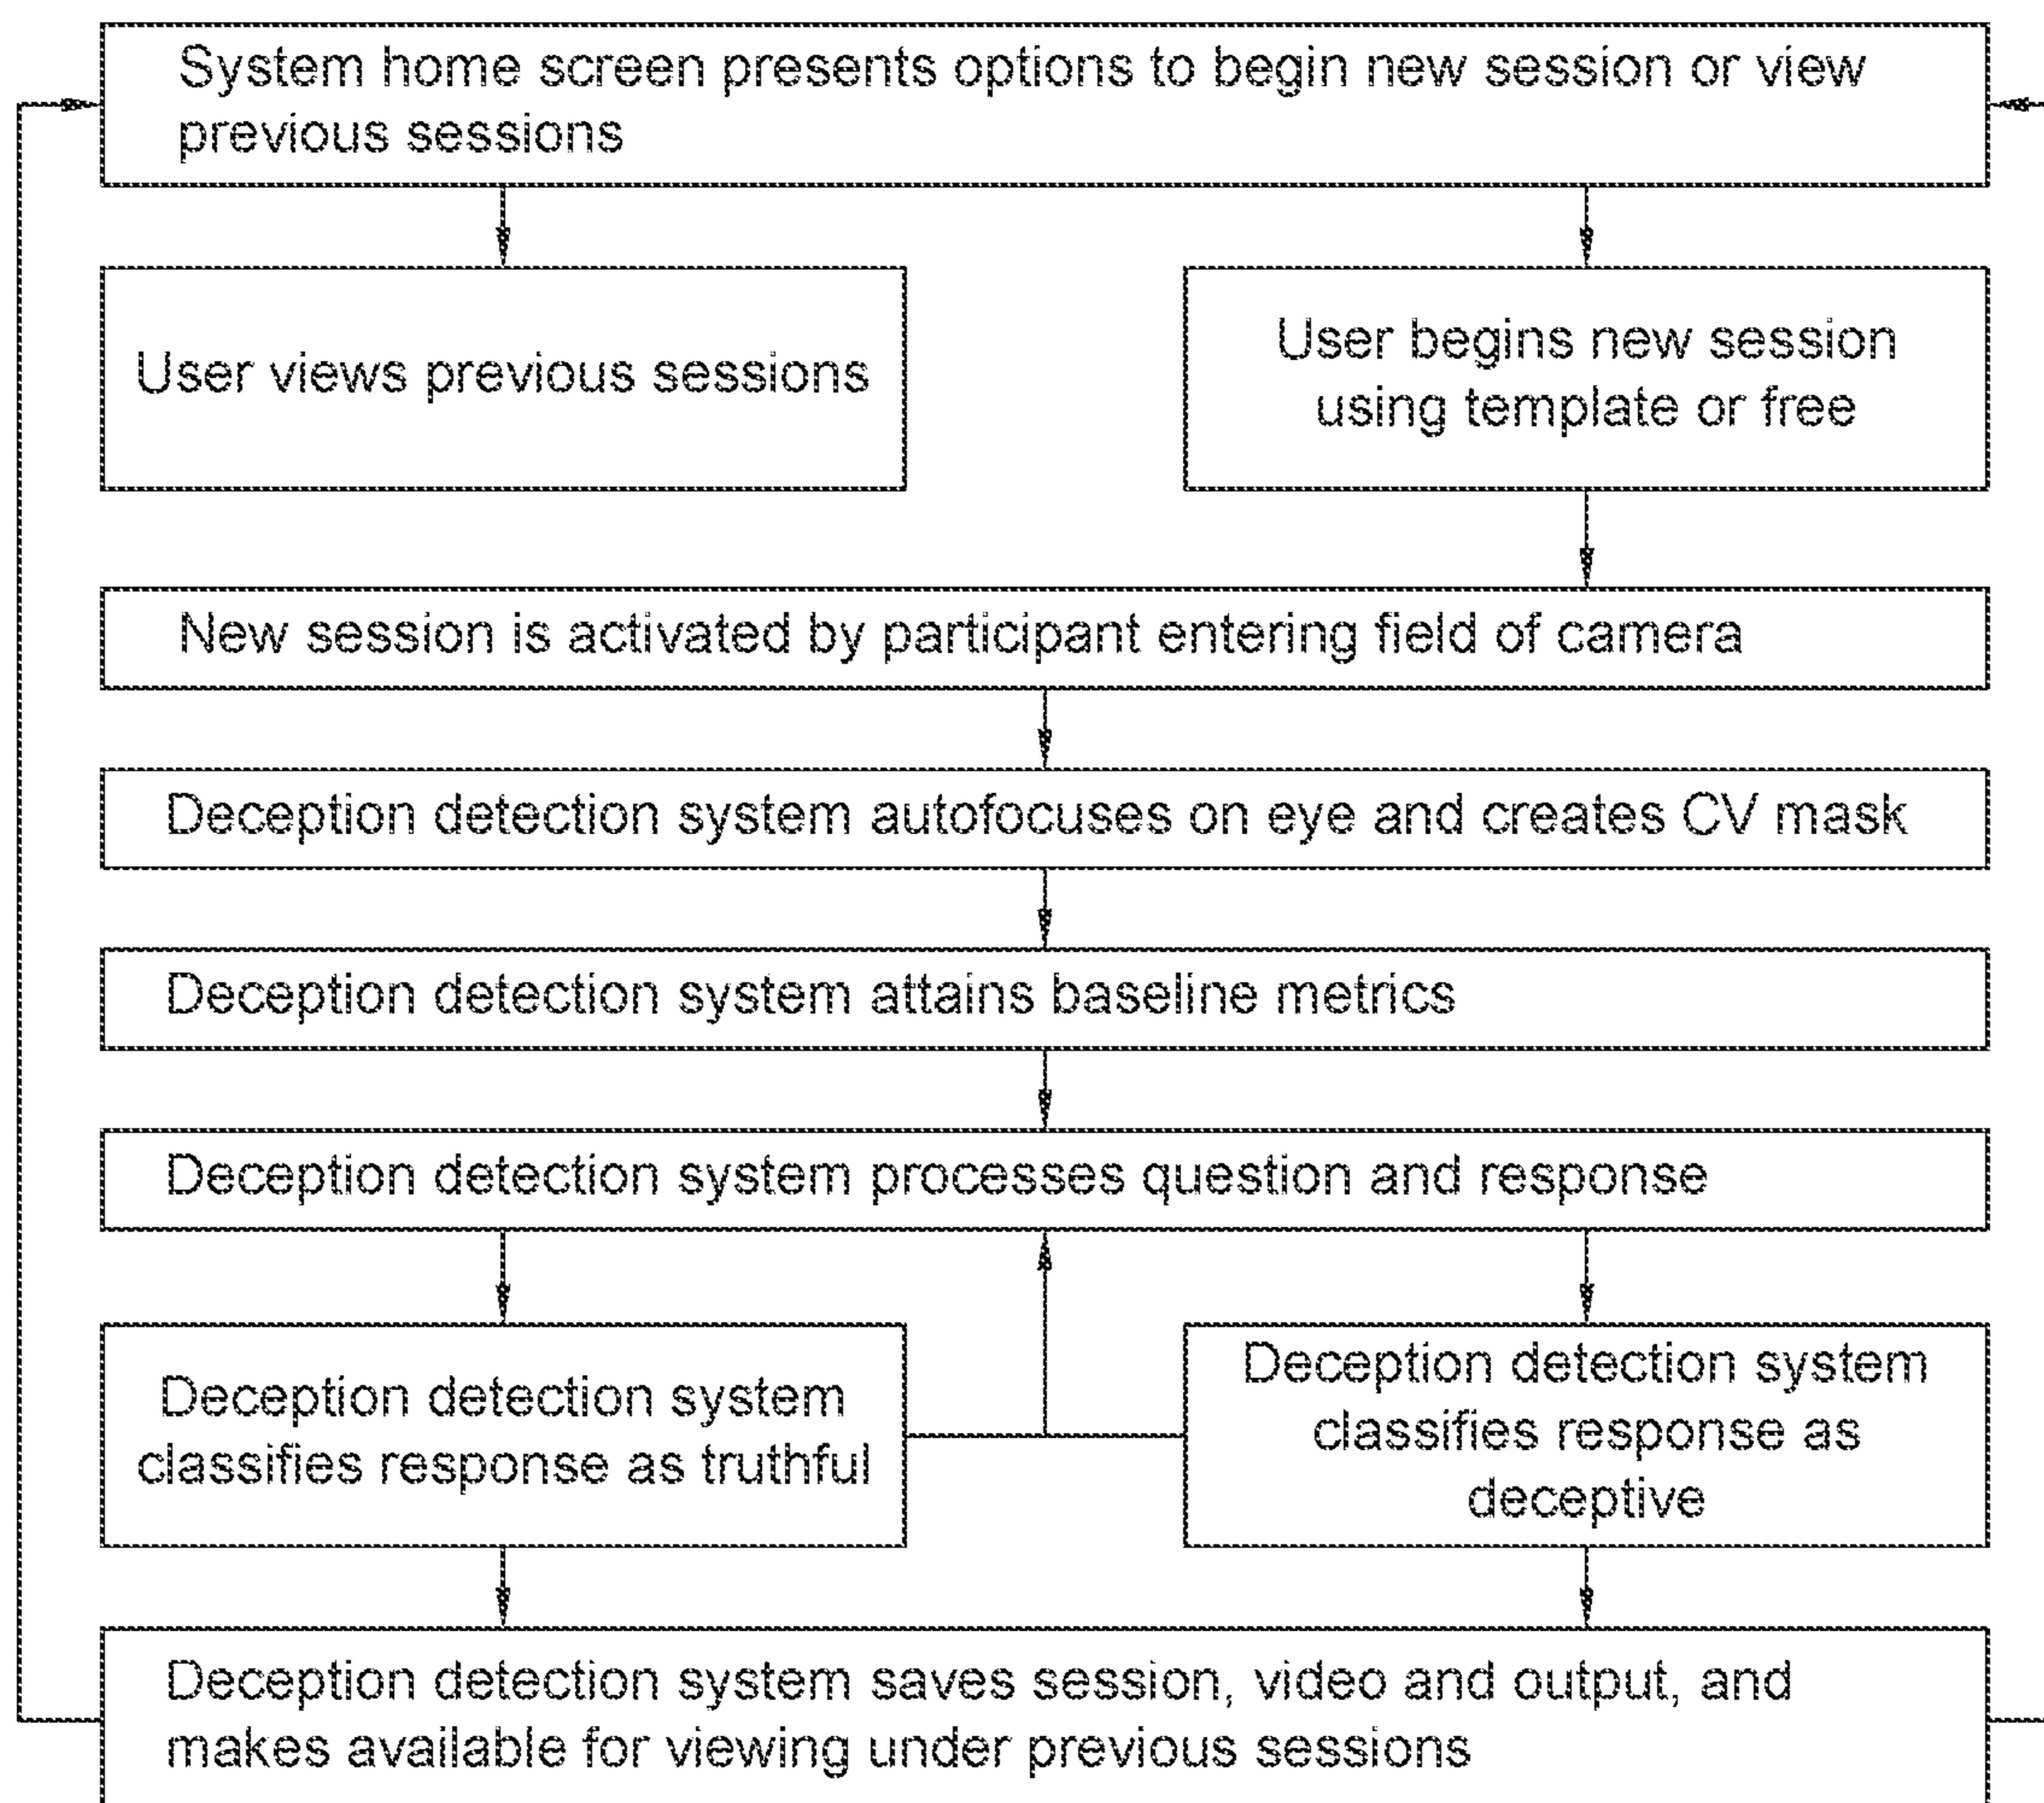 System home screen presents options to begin new session or view
previous sessions
User views previous sessions
User begins new session
using template or free
New session is activated by participant entering field of camera
Deception detection system autofocuses on eye and creates CV mask
Deception detection system attains baseline metrics
Deception detection system processes question and response
Deception detection system
classifies response as truthful
Deception detection system
classifies response as
deceptive
Deception detection system saves session, video and output, and
makes available for viewing under previous sessions